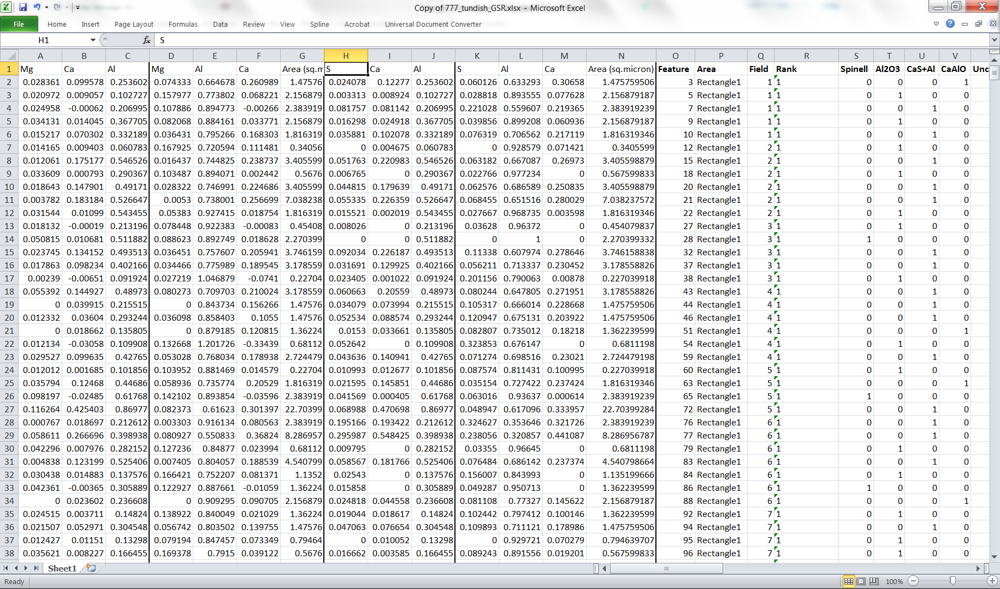 Copy of 777_tundish_GSR.xlsx - Microsoft Excel
File Home Insert Page Layout Formulas Data Review View Spline Acrobat Universal Document Converter
H1 fx S
A B C D E F G H I J K L M N O P Q R S T U V
1 Mg Ca Al Mg Al Ca Area (sq.m S Ca Al S Al Ca Area (sq.micron) Feature Area Field Rank Spinell Al2O3 CaS+Al CaAlO Unc
2 0.028361 0.099578 0.253602 0.074333 0.664678 0.260989 1.47576 0.024078 0.12277 0.253602 0.060126 0.633293 0.30658 1.475759506 3 Rectangle1 1 1 0 0 0 1
3 0.020972 0.009057 0.102727 0.157977 0.773802 0.068221 2.156879 0.003313 0.008924 0.102727 0.028818 0.893555 0.077628 2.156879187 5 Rectangle1 1 1 0 1 0 0
4 0.024958 -0.00062 0.206995 0.107886 0.894773 -0.00266 2.383919 0.081757 0.081142 0.206995 0.221028 0.559607 0.219365 2.383919239 7 Rectangle1 1 1 0 0 1 0
5 0.034131 0.014045 0.367705 0.082068 0.884161 0.033771 2.156879 0.016298 0.024918 0.367705 0.039856 0.899208 0.060936 2.156879187 9 Rectangle1 1 1 0 1 0 0
6 0.015217 0.070302 0.332189 0.036431 0.795266 0.168303 1.816319 0.035881 0.102078 0.332189 0.076319 0.706562 0.217119 1.816319346 10 Rectangle1 1 1 0 0 1 0
7 0.014165 0.009403 0.060783 0.167925 0.720594 0.111481 0.34056 0 0.004675 0.060783 0 0.928579 0.071421 0.3405599 12 Rectangle1 2 1 0 1 0 0
8 0.012061 0.175177 0.546526 0.016437 0.744825 0.238737 3.405599 0.051763 0.220983 0.546526 0.063182 0.667087 0.26973 3.405598879 15 Rectangle1 2 1 0 0 1 0
9 0.033609 0.000793 0.290367 0.103487 0.894071 0.002442 0.5676 0.006765 0 0.290367 0.022766 0.977234 0 0.567599833 18 Rectangle1 2 1 0 1 0 0
10 0.018643 0.147901 0.49171 0.028322 0.746991 0.224686 3.405599 0.044815 0.179639 0.49171 0.062576 0.686589 0.250835 3.405598879 20 Rectangle1 2 1 0 0 1 0
11 0.003782 0.183184 0.526647 0.0053 0.738001 0.256699 7.038238 0.055335 0.226359 0.526647 0.068455 0.651516 0.280029 7.038237572 21 Rectangle1 2 1 0 0 1 0
12 0.031544 0.01099 0.543455 0.05383 0.927415 0.018754 1.816319 0.015521 0.002019 0.543455 0.027667 0.968735 0.003598 1.816319346 22 Rectangle1 2 1 0 1 0 0
13 0.018132 -0.00019 0.213196 0.078448 0.922383 -0.00083 0.45408 0.008026 0 0.213196 0.03628 0.96372 0 0.454079837 27 Rectangle1 3 1 0 1 0 0
14 0.050815 0.010681 0.511882 0.088623 0.892749 0.018628 2.270399 0 0 0.511882 0 1 0 2.270399332 28 Rectangle1 3 1 1 0 0 0
15 0.023745 0.134152 0.493513 0.036451 0.757607 0.205941 3.746159 0.092034 0.226187 0.493513 0.11338 0.607974 0.278646 3.746158838 32 Rectangle1 3 1 0 0 1 0
16 0.017863 0.098234 0.402166 0.034466 0.775989 0.189545 3.178559 0.031691 0.129925 0.402166 0.056211 0.713337 0.230452 3.178558826 37 Rectangle1 3 1 0 0 1 0
17 0.00239 -0.00651 0.091924 0.027219 1.046879 -0.0741 0.22704 0.023405 0.001022 0.091924 0.201156 0.790063 0.00878 0.227039918 38 Rectangle1 3 1 0 1 0 0
18 0.055392 0.144927 0.48973 0.080273 0.709703 0.210024 3.178559 0.060663 0.20559 0.48973 0.080244 0.647805 0.271951 3.178558826 43 Rectangle1 4 1 0 0 1 0
19 0 0.039915 0.215515 0 0.843734 0.156266 1.47576 0.034079 0.073994 0.215515 0.105317 0.666014 0.228668 1.475759506 44 Rectangle1 4 1 0 0 1 0
20 0.012332 0.03604 0.293244 0.036098 0.858403 0.1055 1.47576 0.052534 0.088574 0.293244 0.120947 0.675131 0.203922 1.475759506 46 Rectangle1 4 1 0 0 1 0
21 0 0.018662 0.135805 0 0.879185 0.120815 1.36224 0.0153 0.033661 0.135805 0.082807 0.735012 0.18218 1.362239599 51 Rectangle1 4 1 0 0 0 1
22 0.012134 -0.03058 0.109908 0.132668 1.201726 -0.33439 0.68112 0.052642 0 0.109908 0.323853 0.676147 0 0.6811198 54 Rectangle1 4 1 0 1 0 0
23 0.029527 0.099635 0.42765 0.053028 0.768034 0.178938 2.724479 0.043636 0.140941 0.42765 0.071274 0.698516 0.23021 2.724479198 59 Rectangle1 4 1 0 0 1 0
24 0.012012 0.001685 0.101856 0.103952 0.881469 0.014579 0.22704 0.010993 0.012677 0.101856 0.087574 0.811431 0.100995 0.227039918 60 Rectangle1 5 1 0 1 0 0
25 0.035794 0.12468 0.44686 0.058936 0.735774 0.20529 1.816319 0.021595 0.145851 0.44686 0.035154 0.727422 0.237424 1.816319346 63 Rectangle1 5 1 0 0 0 1
26 0.098197 -0.02485 0.61768 0.142102 0.893854 -0.03596 2.383919 0.041569 0.000405 0.61768 0.063016 0.93637 0.000614 2.383919239 65 Rectangle1 5 1 1 0 0 0
27 0.116264 0.425403 0.86977 0.082373 0.61623 0.301397 22.70399 0.068988 0.470698 0.86977 0.048947 0.617096 0.333957 22.70399284 72 Rectangle1 5 1 0 0 1 0
28 0.000767 0.018697 0.212612 0.003303 0.916134 0.080563 2.383919 0.195166 0.193422 0.212612 0.324627 0.353646 0.321726 2.383919239 76 Rectangle1 6 1 0 0 1 0
29 0.058611 0.266696 0.398938 0.080927 0.550833 0.36824 8.286957 0.295987 0.548425 0.398938 0.238056 0.320857 0.441087 8.286956787 77 Rectangle1 6 1 0 0 1 0
30 0.042296 0.007976 0.282152 0.127236 0.84877 0.023994 0.68112 0.009795 0 0.282152 0.03355 0.96645 0 0.6811198 79 Rectangle1 6 1 0 1 0 0
31 0.004838 0.123199 0.525406 0.007405 0.804057 0.188539 4.540799 0.058567 0.181766 0.525406 0.076484 0.686142 0.237374 4.540798664 83 Rectangle1 6 1 0 0 1 0
32 0.030438 0.014883 0.137576 0.166421 0.752207 0.081371 1.1352 0.02543 0 0.137576 0.156007 0.843993 0 1.135199666 84 Rectangle1 6 1 0 1 0 0
33 0.042361 -0.00365 0.305889 0.122927 0.887661 -0.01059 1.36224 0.015858 0 0.305889 0.049287 0.950713 0 1.362239599 86 Rectangle1 6 1 1 0 0 0
34 0 0.023602 0.236608 0 0.909295 0.090705 2.156879 0.024818 0.044558 0.236608 0.081108 0.77327 0.145622 2.156879187 88 Rectangle1 6 1 0 0 0 1
35 0.024515 0.003711 0.14824 0.138922 0.840049 0.021029 1.36224 0.019044 0.018617 0.14824 0.102442 0.797412 0.100146 1.362239599 92 Rectangle1 7 1 0 1 0 0
36 0.021507 0.052971 0.304548 0.056742 0.803502 0.139755 1.47576 0.047063 0.076654 0.304548 0.109893 0.711121 0.178986 1.475759506 94 Rectangle1 7 1 0 0 1 0
37 0.012427 0.01151 0.13298 0.079194 0.847457 0.073349 0.79464 0 0.010052 0.13298 0 0.929721 0.070279 0.794639707 95 Rectangle1 7 1 0 1 0 0
38 0.035621 0.008227 0.166455 0.169378 0.7915 0.039122 0.5676 0.016662 0.003585 0.166455 0.089243 0.891556 0.019201 0.567599833 96 Rectangle1 7 1 0 1 0 0
Sheet1
Ready 100%